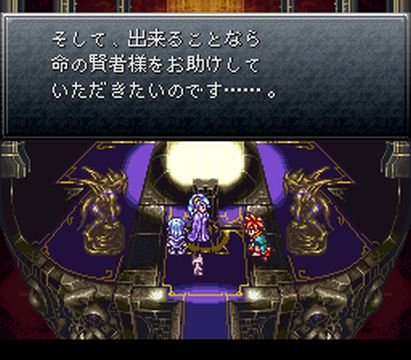 そして、出来ることなら
命の賢者様をお助けして
いただきたいのです……。